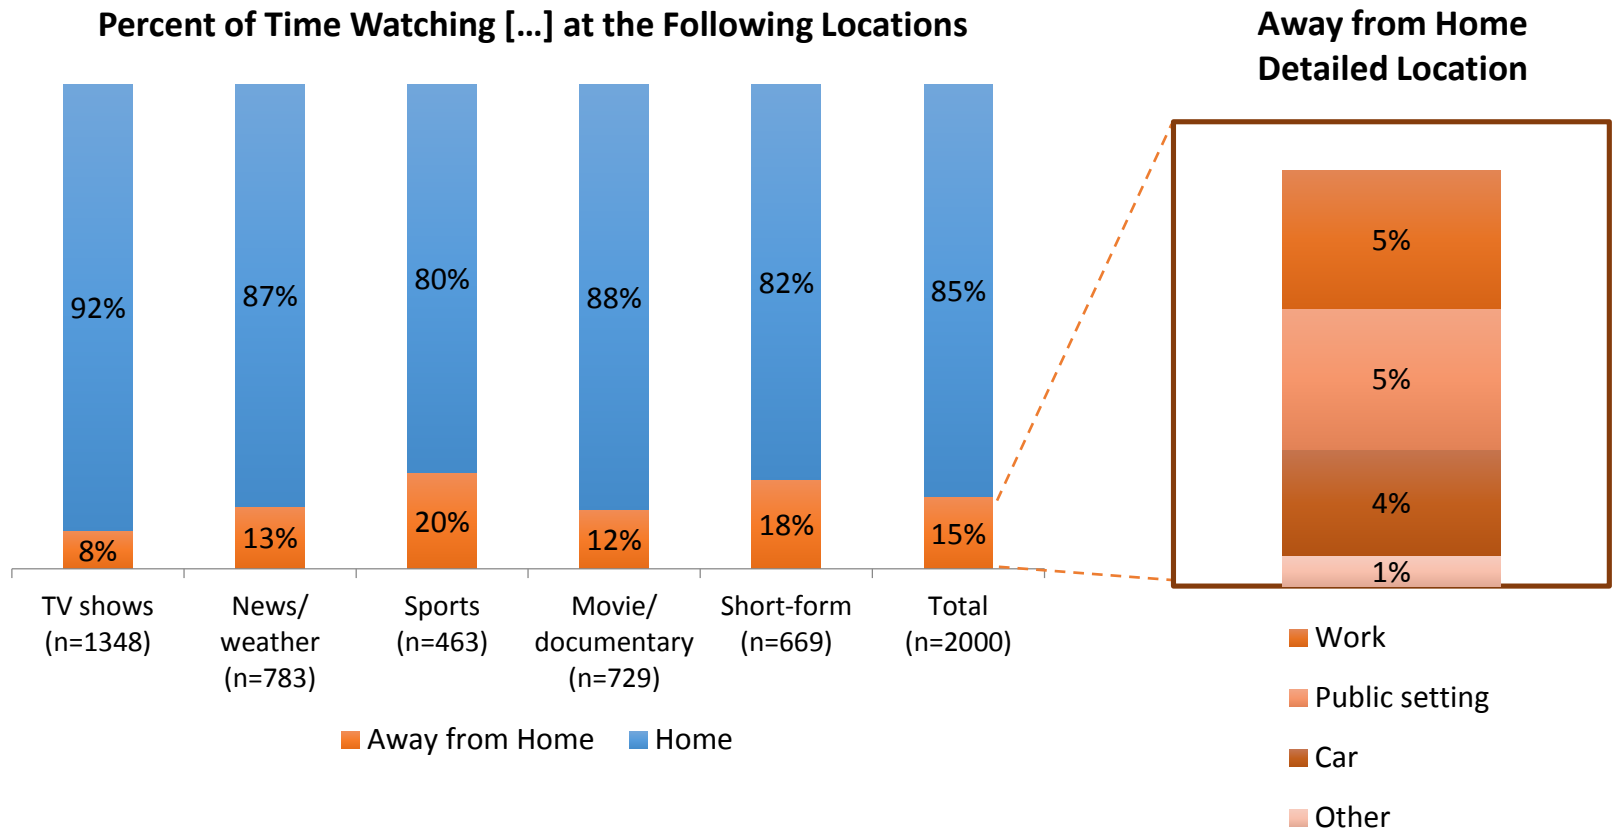 Percent of Time Watching […] at the Following Locations
92%
87%
80%
88%
82%
85%
8%
13%
20%
12%
18%
15%
TV shows
(n=1348)
News/
weather
(n=783)
Sports
(n=463)
Movie/
documentary
(n=729)
Short-form
(n=669)
Total
(n=2000)
Away from Home
Home
Away from Home
Detailed Location
5%
5%
4%
1%
Work
Public setting
Car
Other